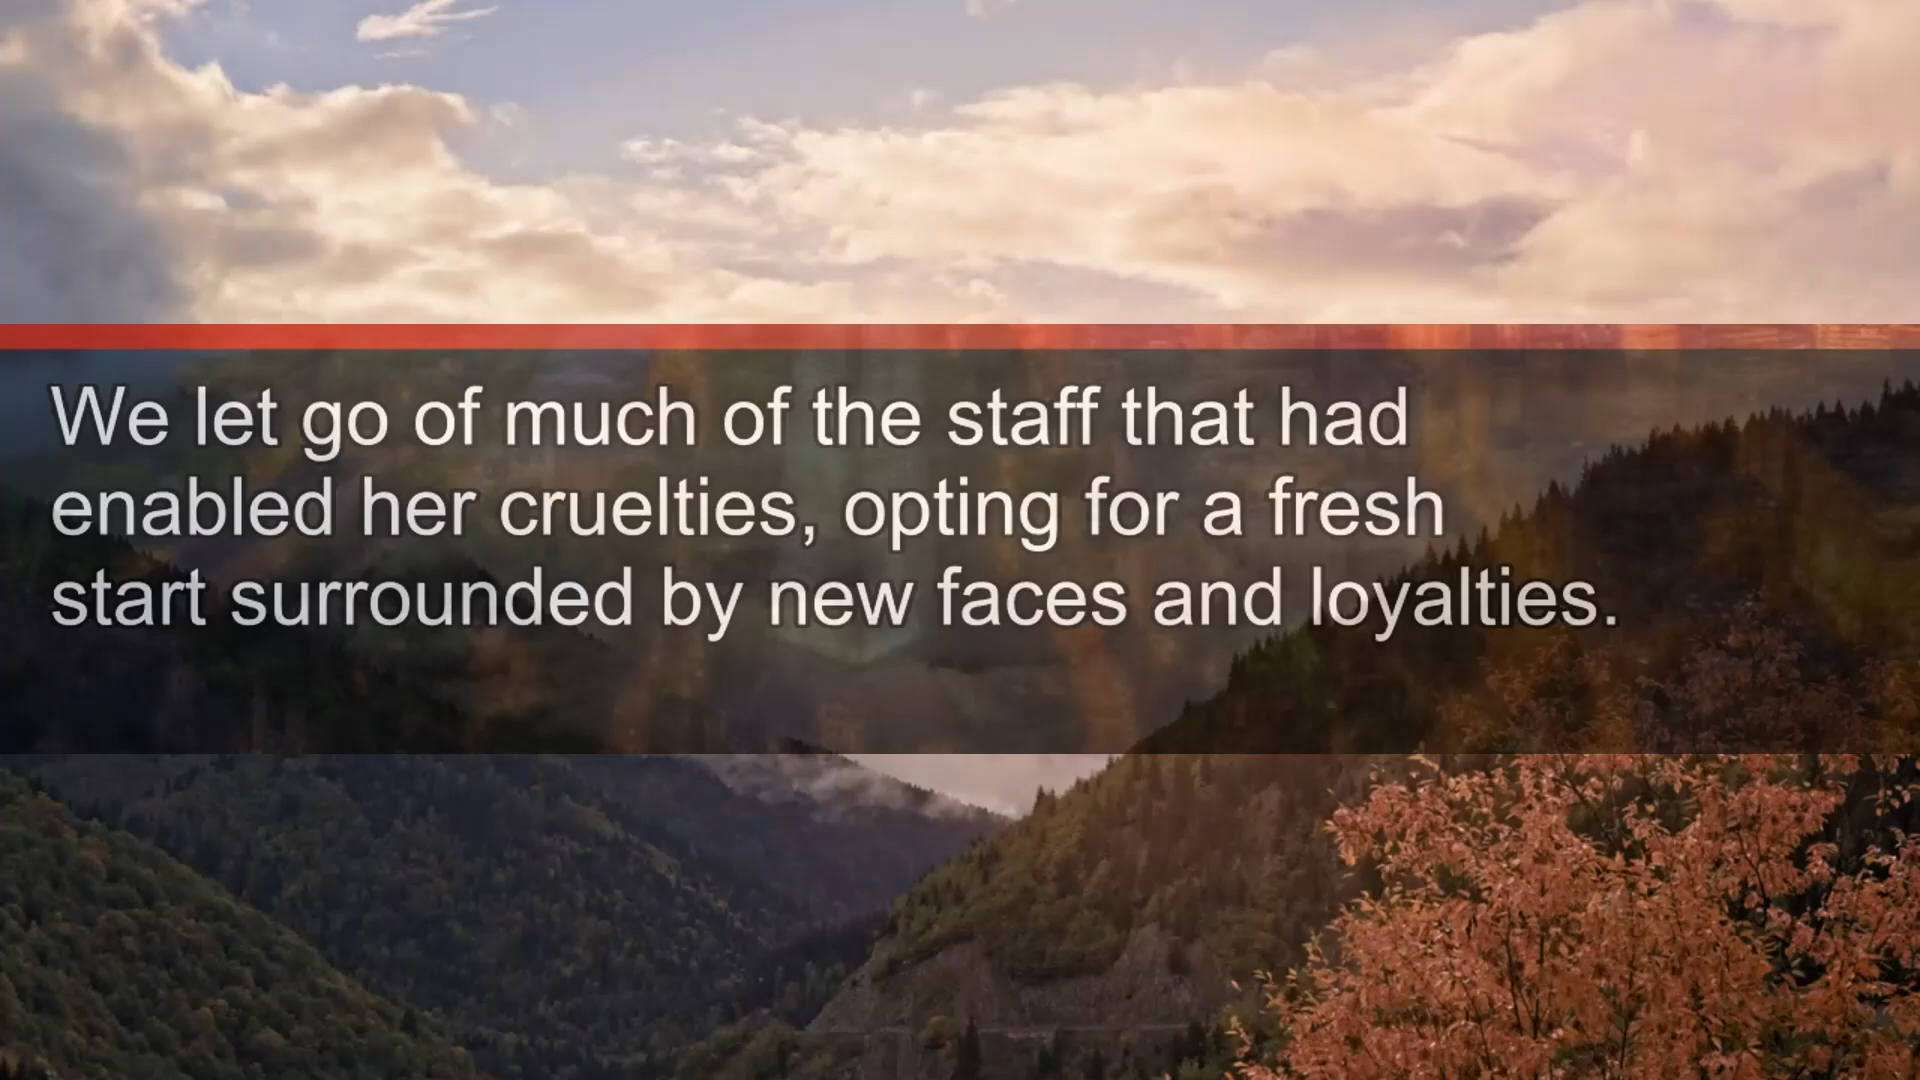 We let go of much of the staff that had
enabled her cruelties, opting for a fresh
start surrounded by new faces and loyalties.